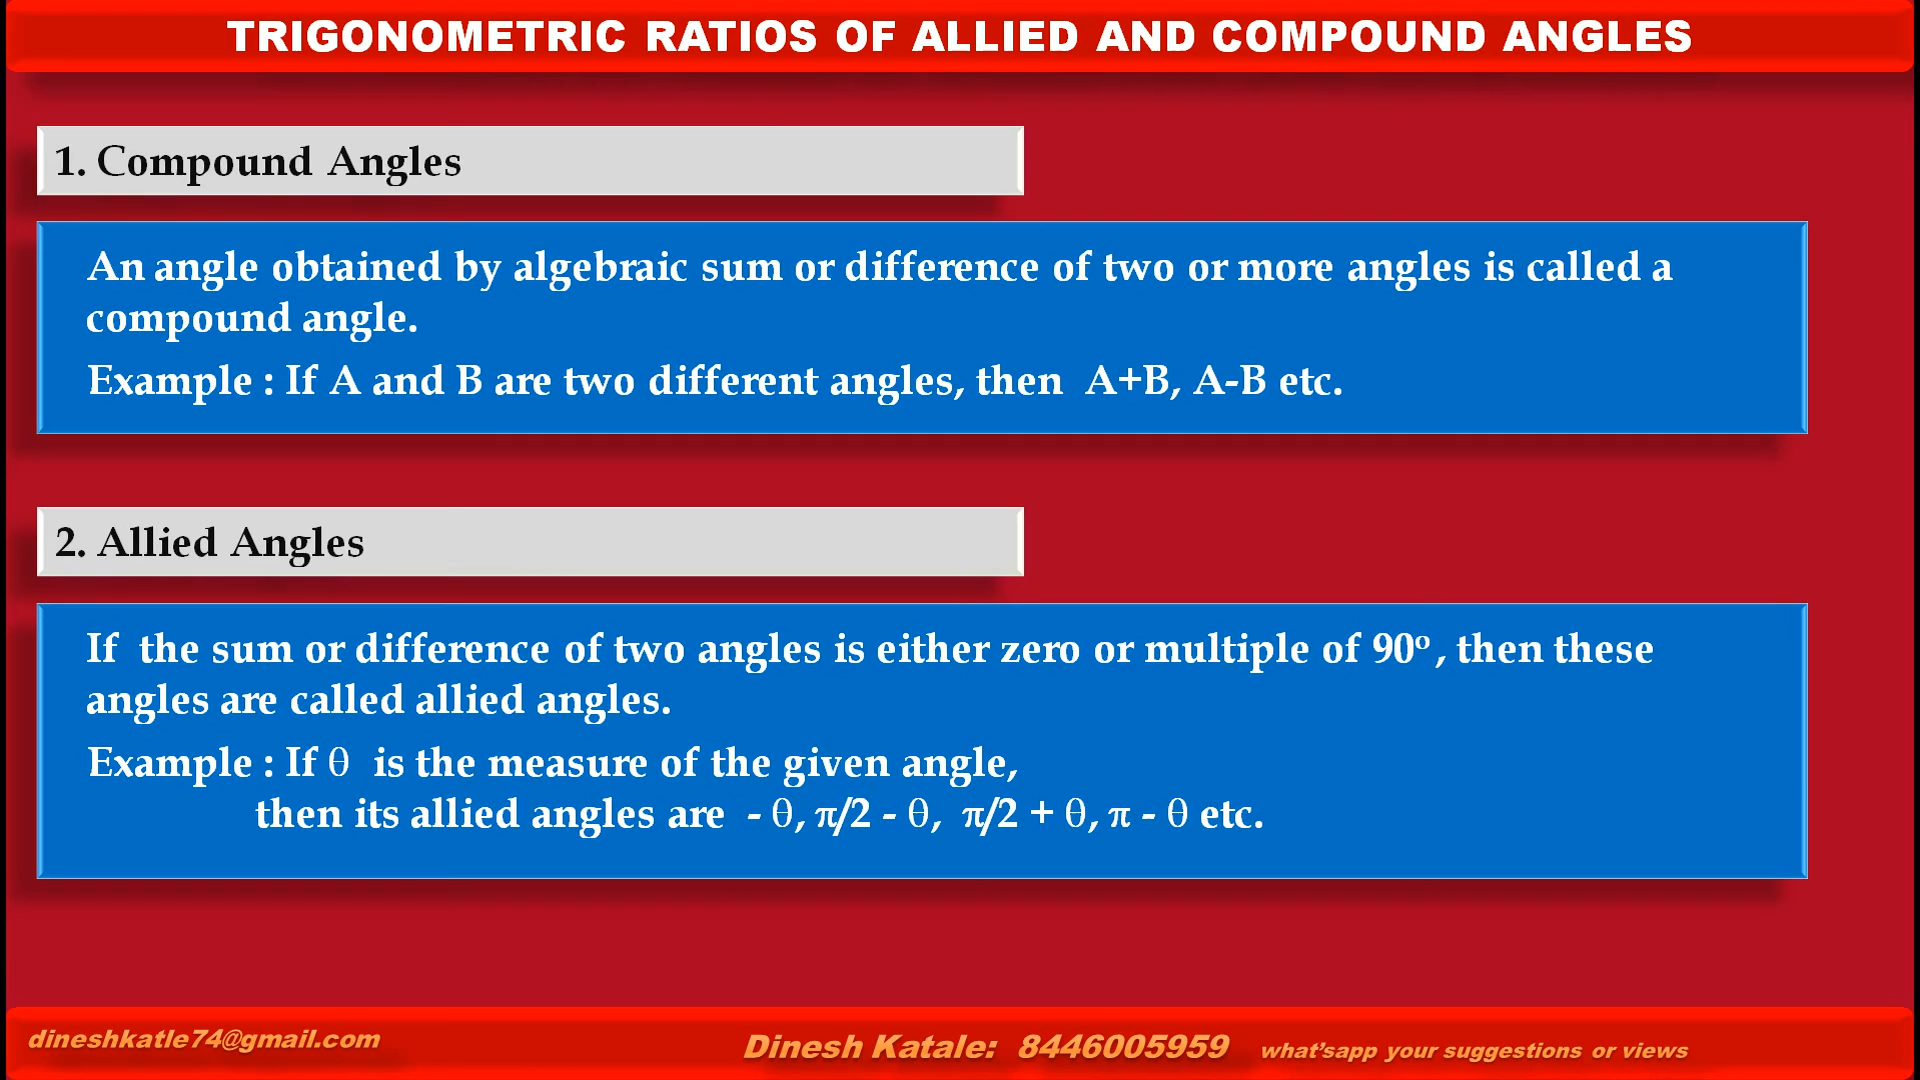 TRIGONOMETRIC RATIOS OF ALLIED AND COMPOUND ANGLES
1. Compound Angles
An angle obtained by algebraic sum or difference of two or more angles is called a
compound angle.
Example : If A and B are two different angles, then A+B, A-B etc.
2. Allied Angles
If the sum or difference of two angles is either zero or multiple of 90º, then these
angles are called allied angles.
Example : If θ is the measure of the given angle,
then its allied angles are - θ, π/2 - θ, π/2 + θ, π - θ etc.
dineshkatle74@gmail.com
Dinesh Katale: 8446005959 what'sapp your suggestions or views